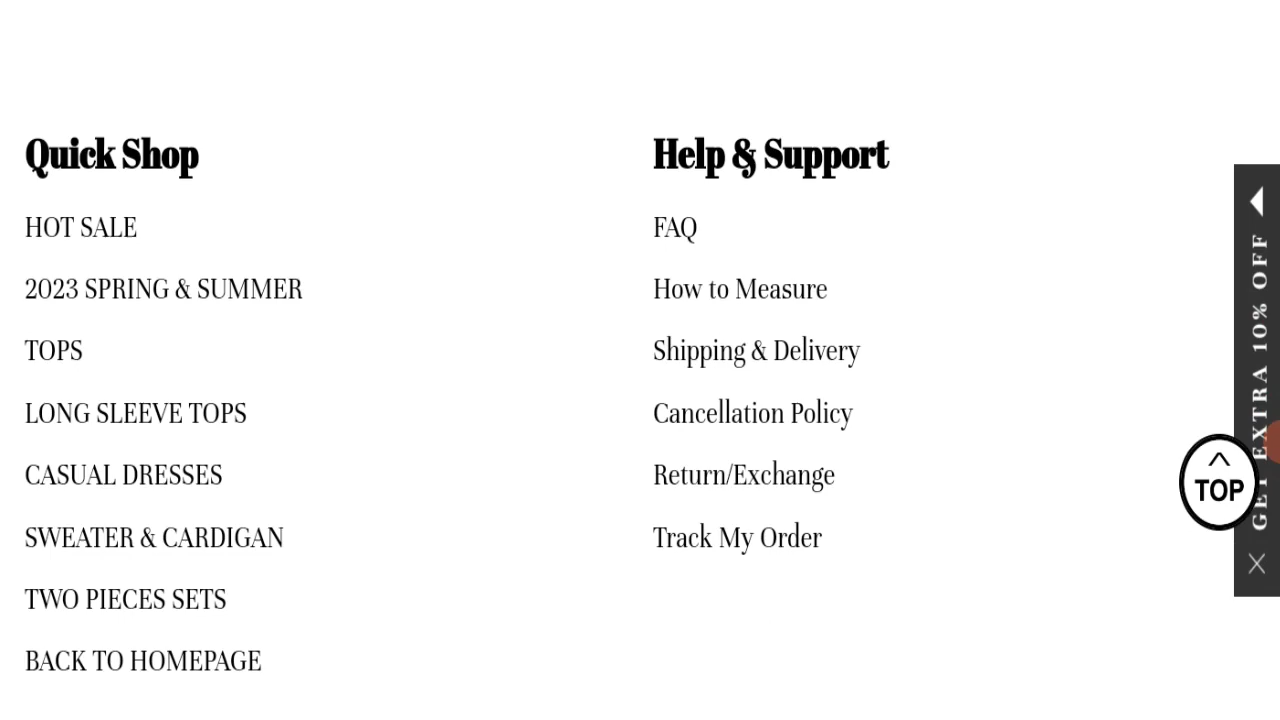 Quick Shop
HOT SALE
2023 SPRING & SUMMER
TOPS
LONG SLEEVE TOPS
CASUAL DRESSES
SWEATER & CARDIGAN
TWO PIECES SETS
BACK TO HOMEPAGE
Help & Support
FAQ
How to Measure
Shipping & Delivery
Cancellation Policy
Return/Exchange
Track My Order
GET EXTRA 10% OFF
TOP